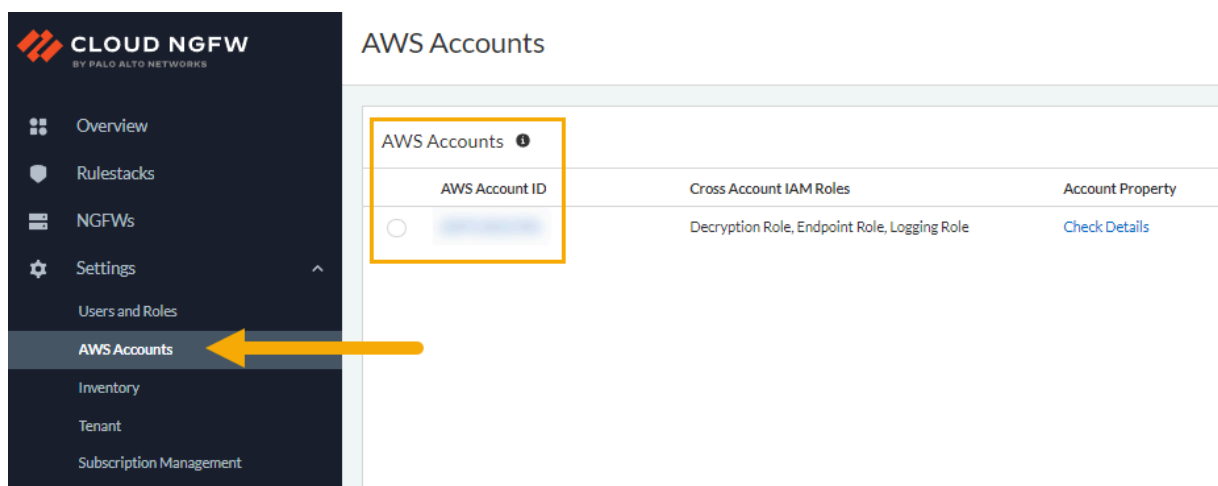 CLOUD NGFW
BY PALO ALTO NETWORKS
Overview
Rulestacks
NGFWs
Settings
Users and Roles
AWS Accounts
Inventory
Tenant
Subscription Management
AWS Accounts
AWS Accounts
AWS Account ID Cross Account IAM Roles Account Property
Decryption Role, Endpoint Role, Logging Role Check Details